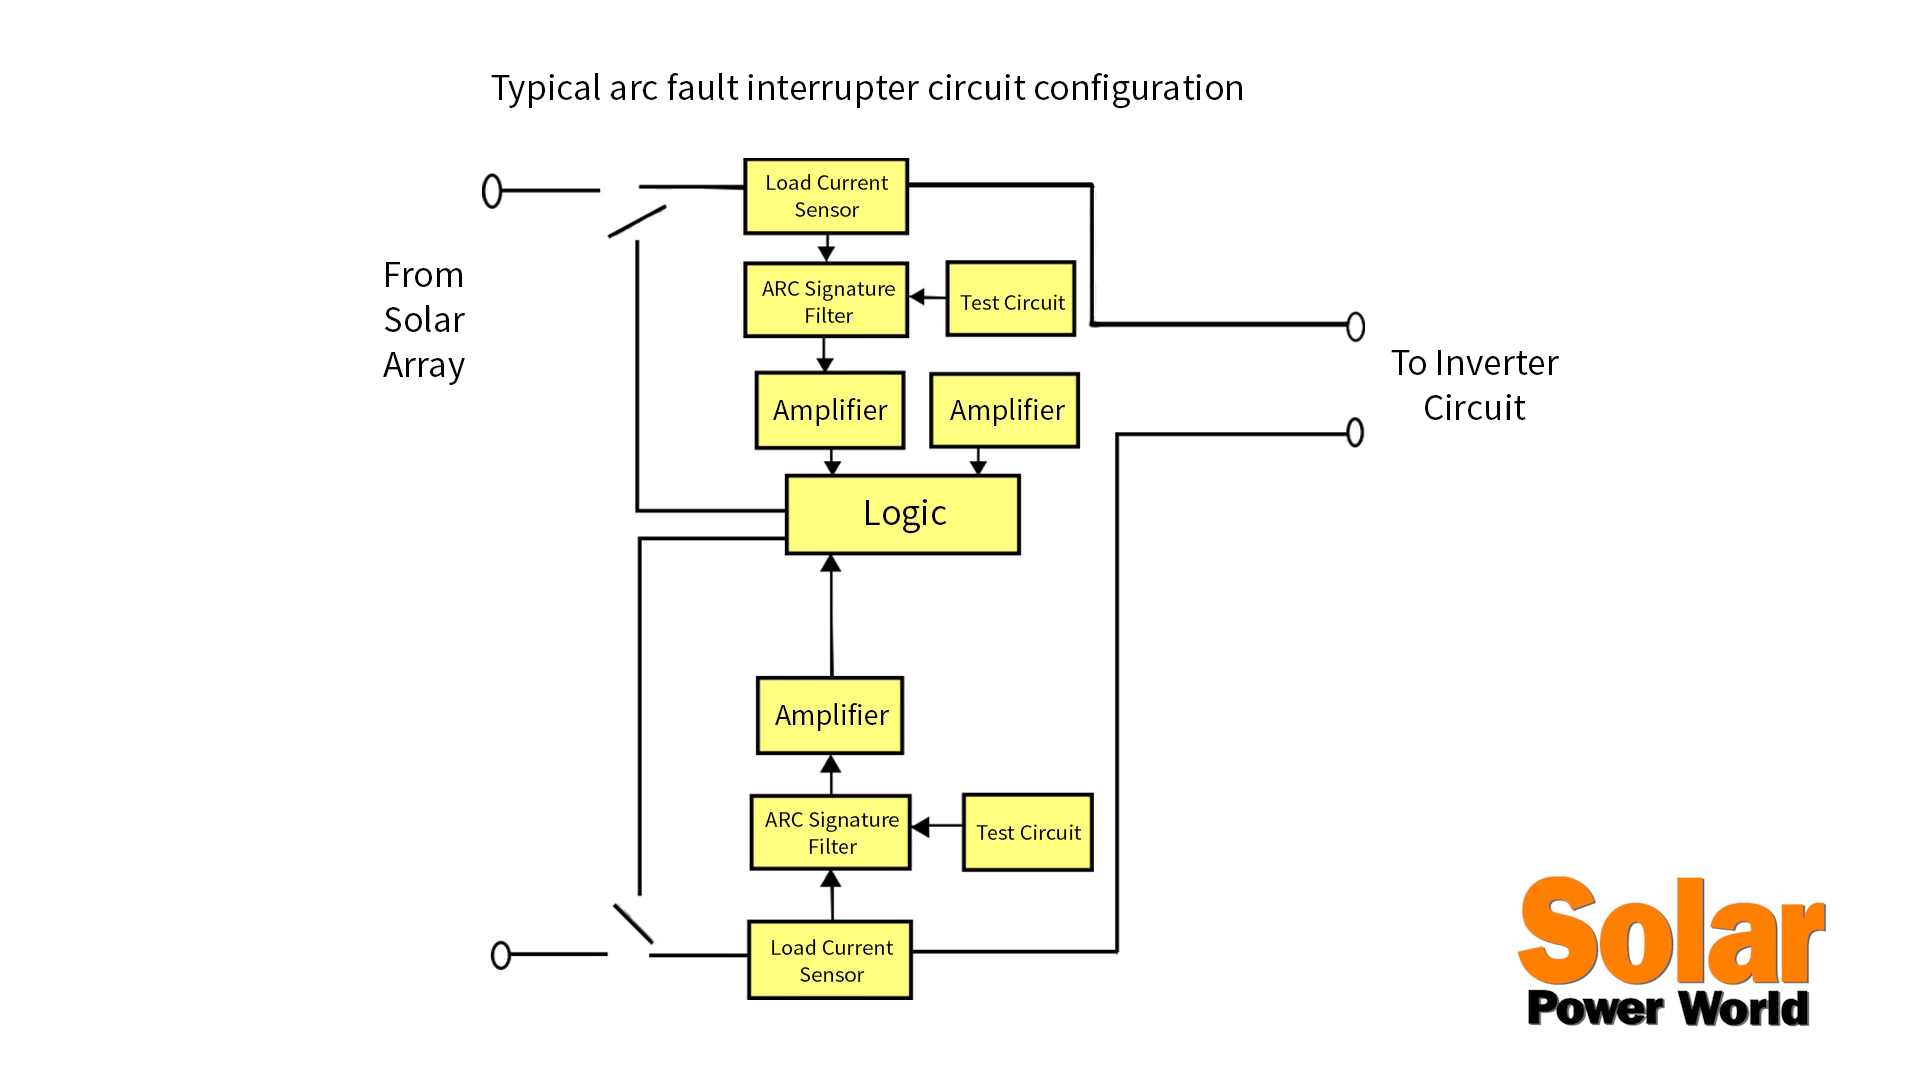 Typical arc fault interrupter circuit configuration
Load Current
Sensor
From
Solar
Array
ARC Signature
Filter
Test Circuit
To Inverter
Circuit
Amplifier
Amplifier
Logic
Amplifier
ARC Signature
Filter
Test Circuit
Load Current
Sensor
Solar
Power World